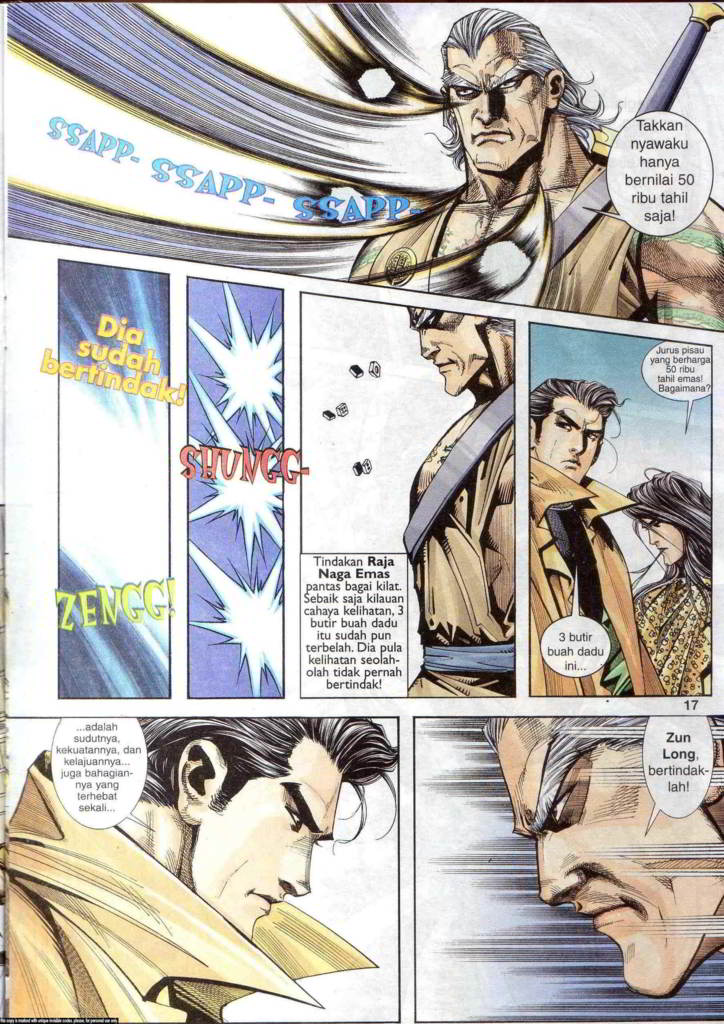 SSAPP- SSAPP- SSAPP-
Takkan
nyawaku
hanya
bernilai 50
ribu tahil
saja!
Dia
sudah
bertindak!
ZENGG!
SHUNGG-
Tindakan Raja
Naga Emas
pantas bagai kilat.
Sebaik saja kilauan
cahaya kelihatan, 3
butir buah dadu
itu sudah pun
terbelah. Dia pula
kelihatan seolah-
olah tidak pernah
bertindak!
Jurus pisau
yang berharga
50 ribu
tahil emas!
Bagaimana?
3 butir
buah dadu
ini...
17
...adalah
sudutnya,
kekuatannya, dan
kelajuannya...
juga bahagian-
nya yang
terhebat
sekali...
Zun
Long,
bertindak-
lah!